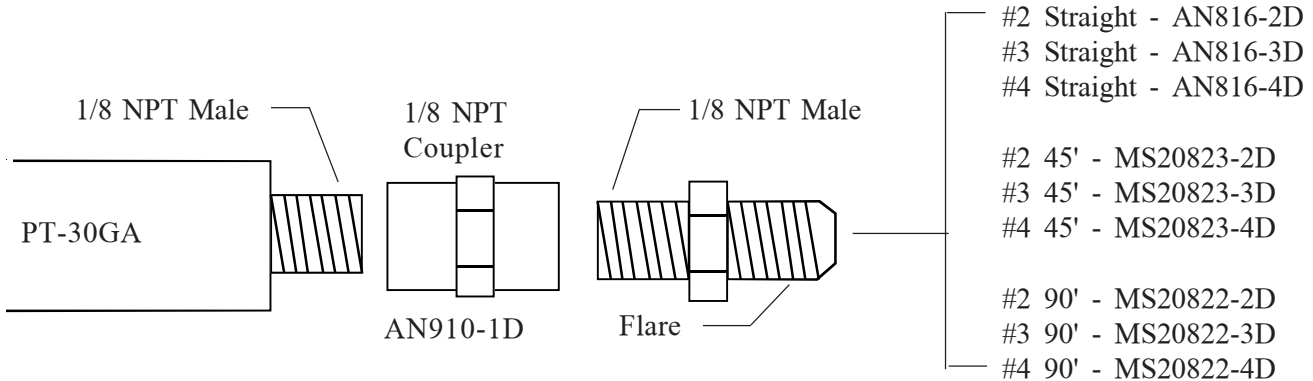 #2 Straight - AN816-2D
#3 Straight - AN816-3D
#4 Straight - AN816-4D
1/8 NPT Male
1/8 NPT
Coupler
1/8 NPT Male
#2 45' - MS20823-2D
#3 45' - MS20823-3D
#4 45' - MS20823-4D
PT-30GA
AN910-1D
Flare
#2 90' - MS20822-2D
#3 90' - MS20822-3D
#4 90' - MS20822-4D